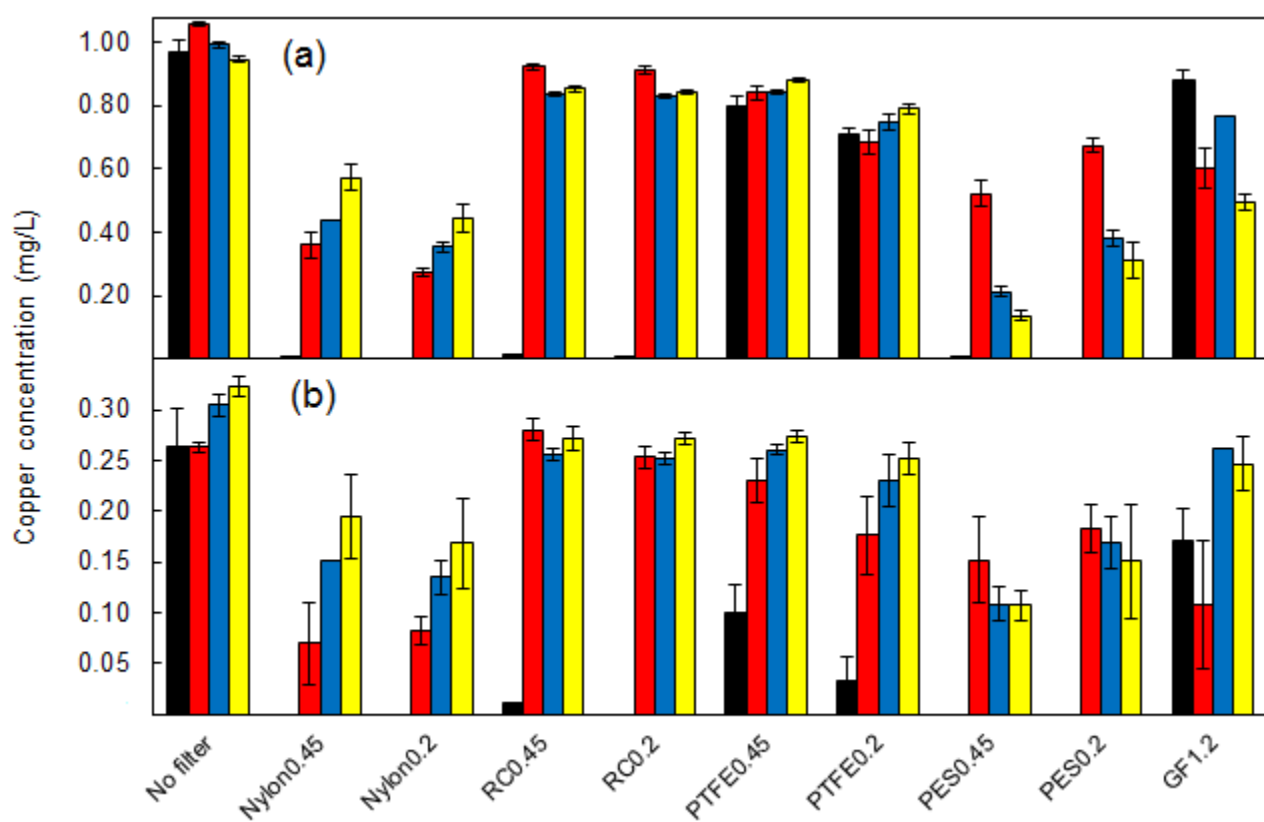 (a)
1.00
0.80
0.60
0.40
0.20
Copper concentration (mg/L)
(b)
0.30
0.25
0.20
0.15
0.10
0.05
No filter
Nylon0.45
Nylon0.2
RC0.45
RC0.2
PTFE0.45
PTFE0.2
PES0.45
PES0.2
GF1.2